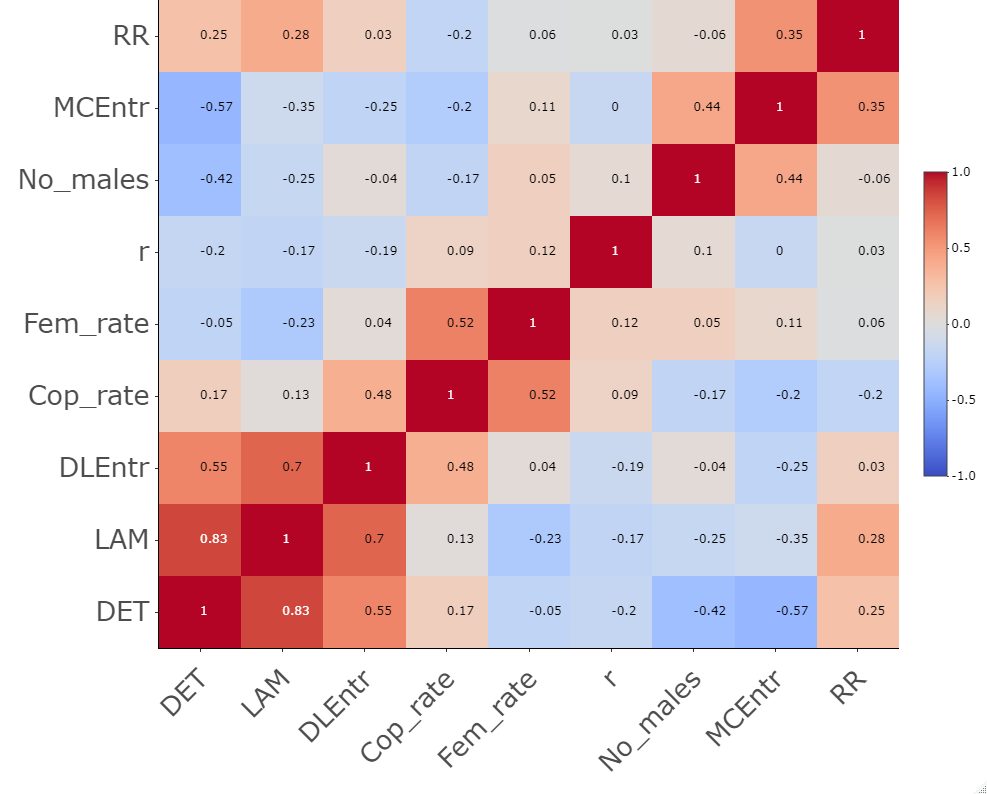 RR 0.25 0.28 0.03 -0.2 0.06 0.03 -0.06 0.35 1
MCEntr -0.57 -0.35 -0.25 -0.2 0.11 0 0.44 1 0.35
No_males -0.42 -0.25 -0.04 -0.17 0.05 0.1 1 0.44 -0.06
r -0.2 -0.17 -0.19 0.09 0.12 1 0.1 0 0.03
Fem_rate -0.05 -0.23 0.04 0.52 1 0.12 0.05 0.11 0.06
Cop_rate 0.17 0.13 0.48 1 0.52 0.09 -0.17 -0.2 -0.2
DLEntr 0.55 0.7 1 0.48 0.04 -0.19 -0.04 -0.25 0.03
LAM 0.83 1 0.7 0.13 -0.23 -0.17 -0.25 -0.35 0.28
DET 1 0.83 0.55 0.17 -0.05 -0.2 -0.42 -0.57 0.25
DET LAM DLEntr Cop_rate Fem_rate r No_males MCEntr RR
1.0
0.5
0.0
-0.5
-1.0